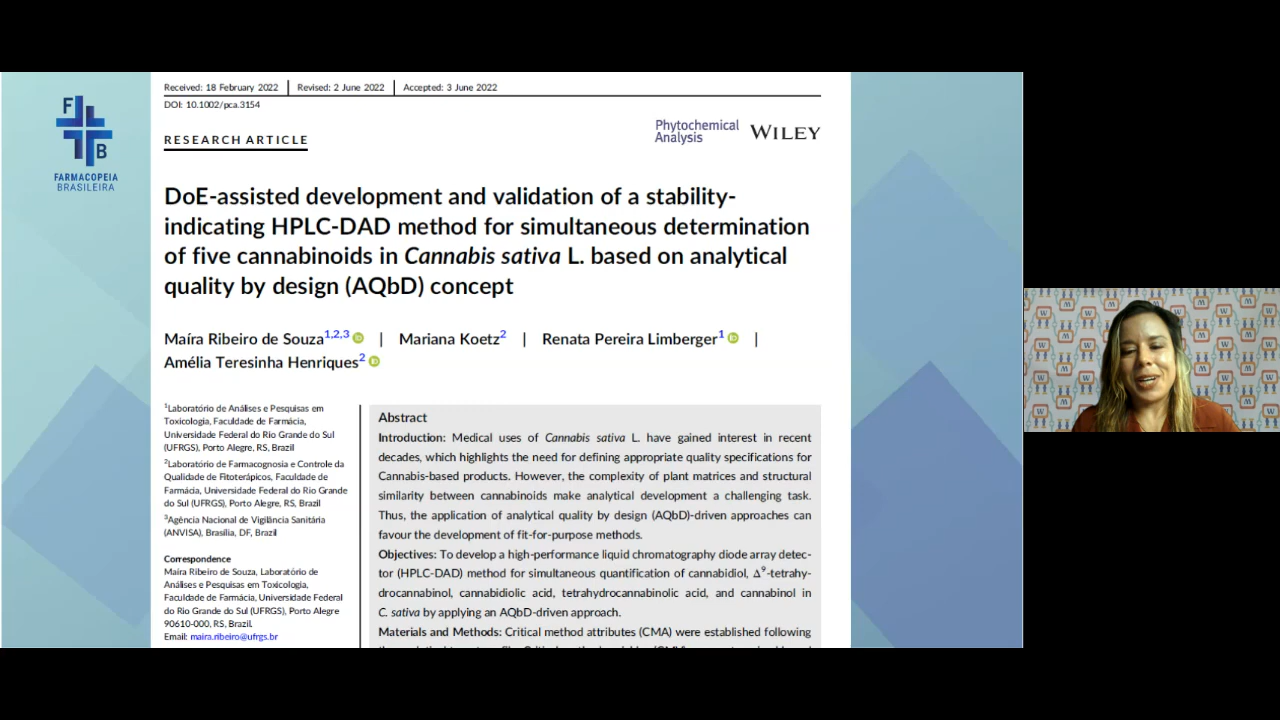 F
B
FARMACOPEIA
BRASILEIRA
Received: 18 February 2022 | Revised: 2 June 2022 | Accepted: 3 June 2022
DOI: 10.1002/pca.3154
RESEARCH ARTICLE
Phytochemical
Analysis
WILEY
DoE-assisted development and validation of a stability-
indicating HPLC-DAD method for simultaneous determination
of five cannabinoids in Cannabis sativa L. based on analytical
quality by design (AQbD) concept
Maíra Ribeiro de Souza1,2,3 | Mariana Koetz2 | Renata Pereira Limberger1 |
Amélia Teresinha Henriques2
1Laboratório de Análises e Pesquisas em
Toxicologia, Faculdade de Farmácia,
Universidade Federal do Rio Grande do Sul
(UFRGS), Porto Alegre, RS, Brazil
2Laboratório de Farmacognosia e Controle da
Qualidade de Fitoterápicos, Faculdade de
Farmácia, Universidade Federal do Rio Grande
do Sul (UFRGS), Porto Alegre, RS, Brazil
3Agência Nacional de Vigilância Sanitária
(ANVISA), Brasília, DF, Brazil
Correspondence
Maíra Ribeiro de Souza, Laboratório de
Análises e Pesquisas em Toxicologia,
Faculdade de Farmácia, Universidade Federal
do Rio Grande do Sul (UFRGS), Porto Alegre
90610-000, RS, Brazil.
Email: maira.ribeiro@ufrgs.br
Abstract
Introduction: Medical uses of Cannabis sativa L. have gained interest in recent
decades, which highlights the need for defining appropriate quality specifications for
Cannabis-based products. However, the complexity of plant matrices and structural
similarity between cannabinoids make analytical development a challenging task.
Thus, the application of analytical quality by design (AQbD)-driven approaches can
favour the development of fit-for-purpose methods.
Objectives: To develop a high-performance liquid chromatography diode array detec-
tor (HPLC-DAD) method for simultaneous quantification of cannabidiol, Δ9-tetrahy-
drocannabinol, cannabidiolic acid, tetrahydrocannabinolic acid, and cannabinol in
C. sativa by applying an AQbD-driven approach.
Materials and Methods: Critical method attributes (CMA) were established following